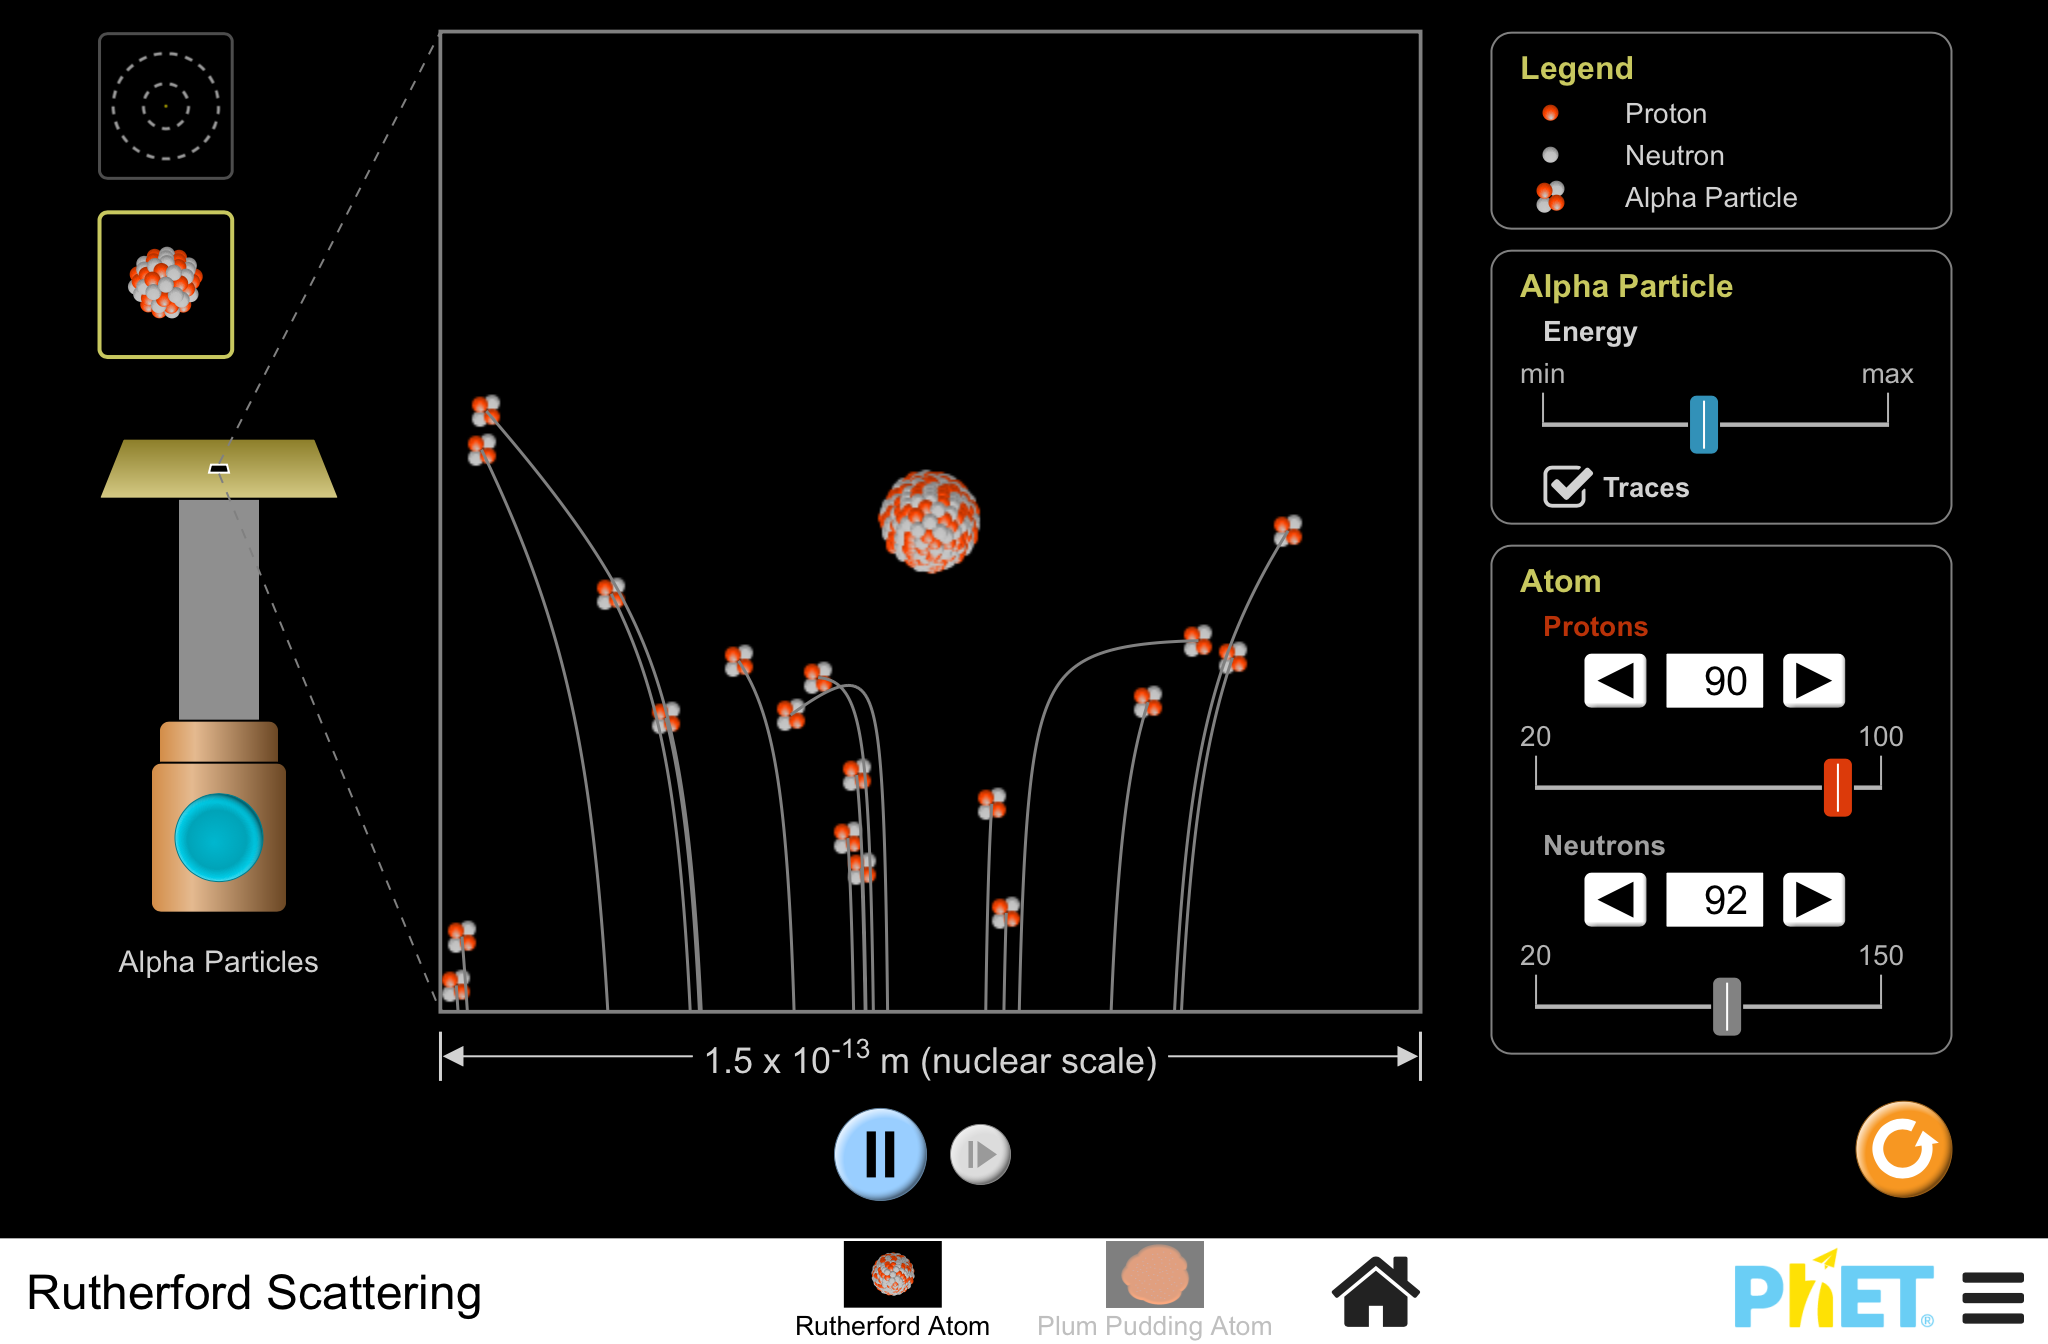 Legend
Proton
Neutron
Alpha Particle
Alpha Particle
Energy
min max
Traces
Atom
Protons
90
20 100
Neutrons
92
20 150
Alpha Particles
1.5 x 10-13 m (nuclear scale)
Rutherford Scattering
Rutherford Atom
Plum Pudding Atom
PhET®